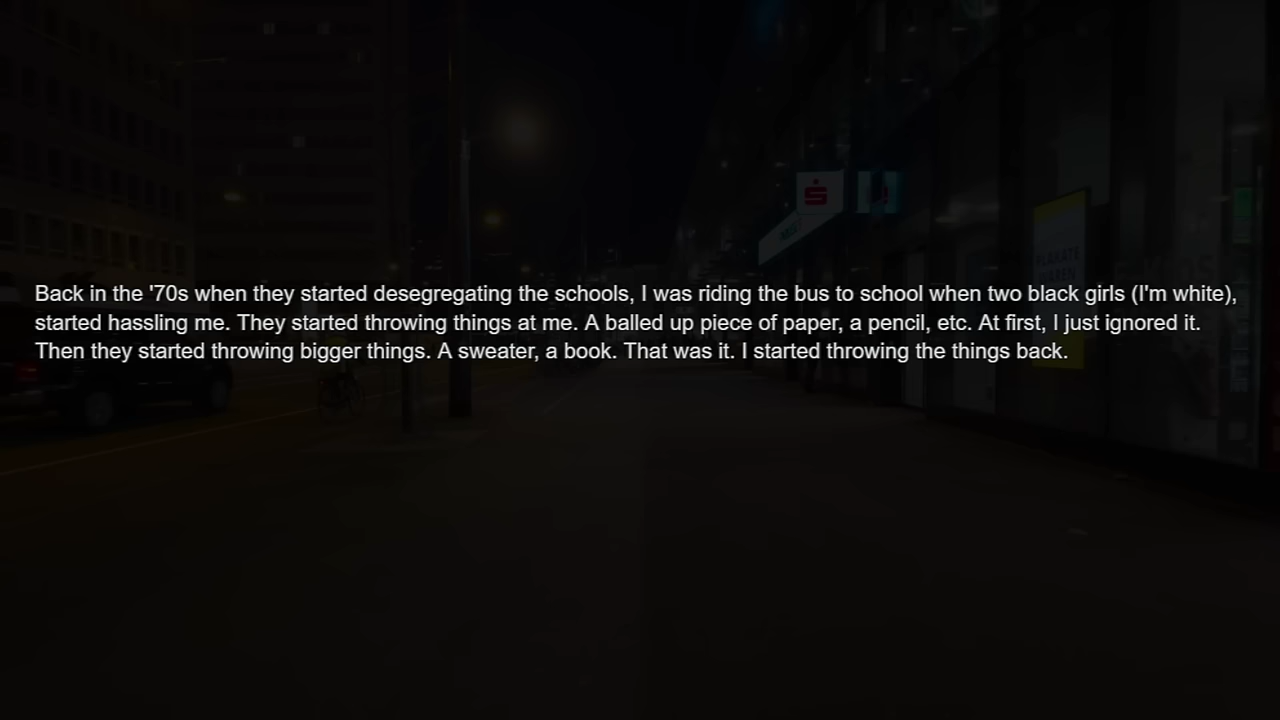 Back in the '70s when they started desegregating the schools, I was riding the bus to school when two black girls (I'm white),
started hassling me. They started throwing things at me. A balled up piece of paper, a pencil, etc. At first, I just ignored it.
Then they started throwing bigger things. A sweater, a book. That was it. I started throwing the things back.